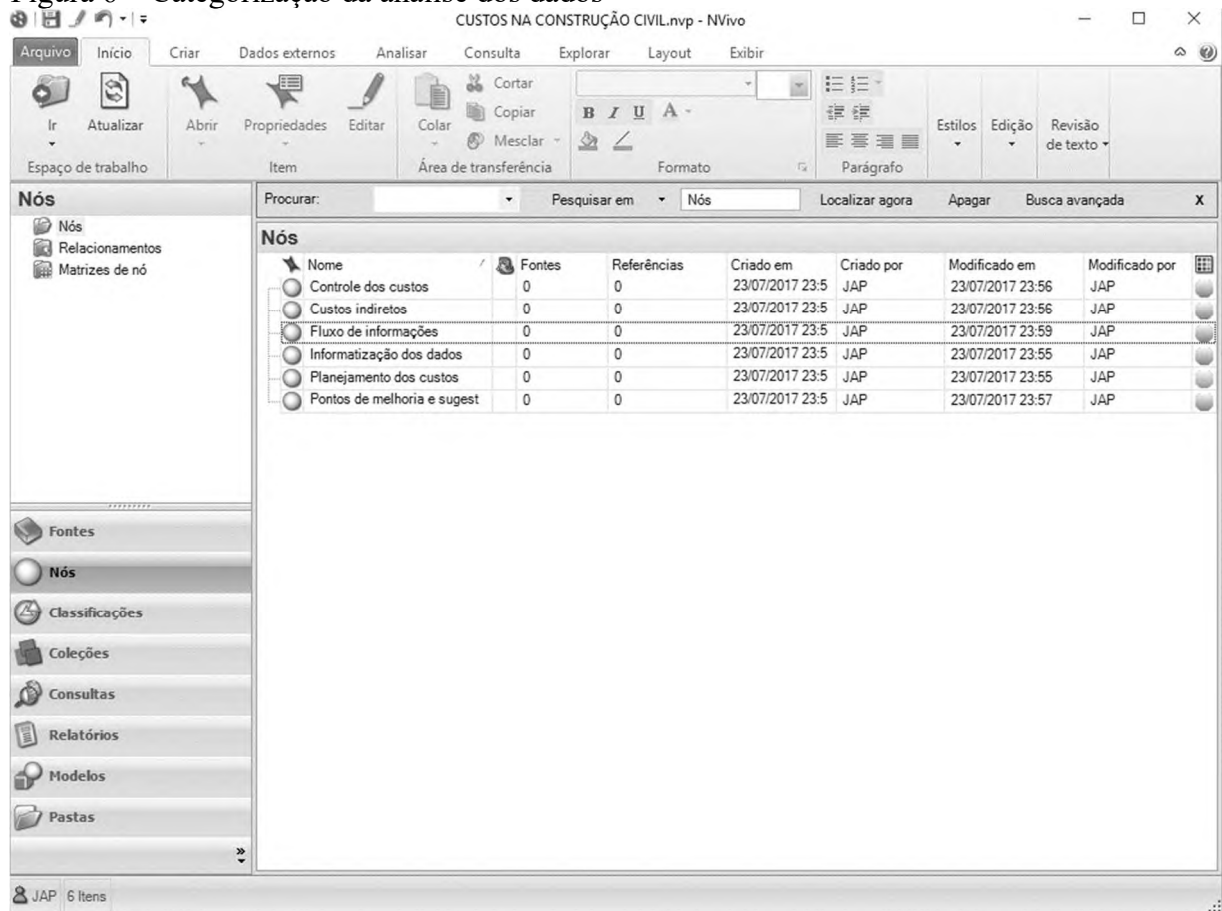 Figura 6 – Categorização da análise dos dados
CUSTOS NA CONSTRUÇÃO CIVIL.nvp - NVivo
Arquivo Início Criar Dados externos Analisar Consulta Explorar Layout Exibir
Ir Atualizar Abrir Propriedades Editar Colar Cortar
Copiar
Mesclar
B I U A
Estilos Edição Revisão de texto
Espaço de trabalho Item Área de transferência Formato Parágrafo
Nós
Nós
Relacionamentos
Matrizes de nó
Procurar: Pesquisar em Nós Localizar agora Apagar Busca avançada X
Nós
Nome Fontes Referências Criado em Criado por Modificado em Modificado por
Controle dos custos 0 0 23/07/2017 23:5 JAP 23/07/2017 23:56 JAP
Custos indiretos 0 0 23/07/2017 23:5 JAP 23/07/2017 23:56 JAP
Fluxo de informações 0 0 23/07/2017 23:5 JAP 23/07/2017 23:59 JAP
Informatização dos dados 0 0 23/07/2017 23:5 JAP 23/07/2017 23:55 JAP
Planejamento dos custos 0 0 23/07/2017 23:5 JAP 23/07/2017 23:55 JAP
Pontos de melhoria e sugest 0 0 23/07/2017 23:5 JAP 23/07/2017 23:57 JAP
Fontes
Nós
Classificações
Coleções
Consultas
Relatórios
Modelos
Pastas
JAP 6 Itens